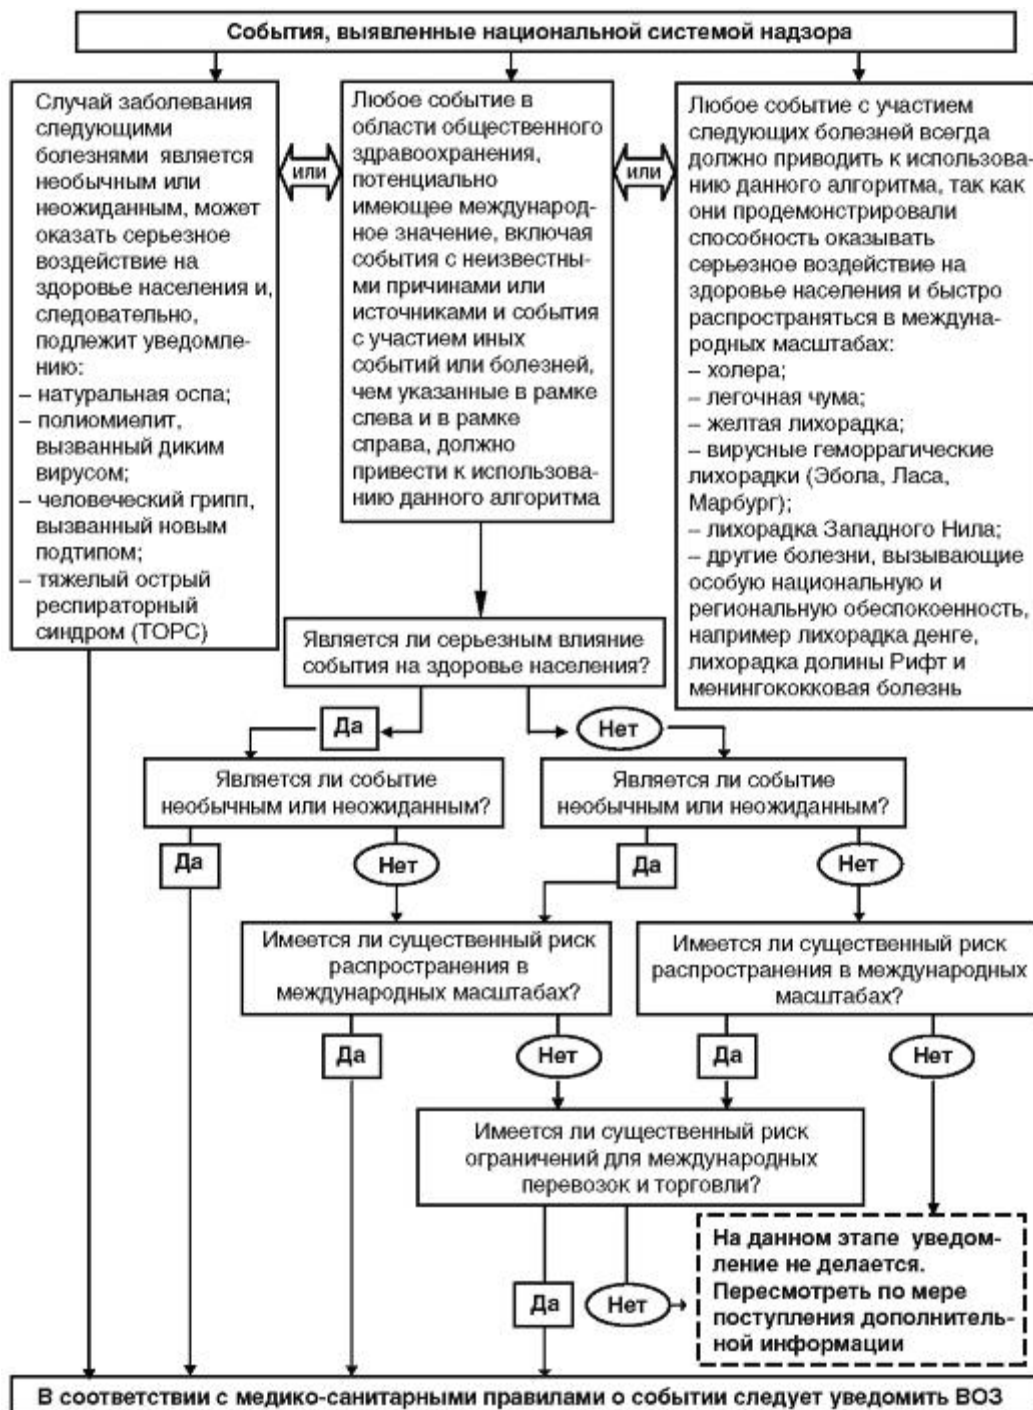 События, выявленные национальной системой надзора
Случай заболевания
следующими
болезнями является
необычным или
неожиданным, может
оказать серьезное
воздействие на
здоровье населения и,
следовательно,
подлежит уведомле-
нию:
– натуральная оспа;
– полиомиелит,
вызванный диким
вирусом;
– человеческий грипп,
вызванный новым
подтипом;
– тяжелый острый
респираторный
синдром (ТОРС)
или
Любое событие в
области общественного
здравоохранения,
потенциально
имеющее международ-
ное значение, включая
события с неизвестны-
ми причинами или
источниками и события
с участием иных
событий или болезней,
чем указанные в рамке
слева и в рамке
справа, должно
привести к использова-
нию данного алгоритма
или
Любое событие с участием
следующих болезней всегда
должно приводить к использова-
нию данного алгоритма, так как
они продемонстрировали
способность оказывать
серьезное воздействие на
здоровье населения и быстро
распространяться в междуна-
родных масштабах:
– холера;
– легочная чума;
– желтая лихорадка;
– вирусные геморрагические
лихорадки (Эбола, Ласа,
Марбург);
– лихорадка Западного Нила;
– другие болезни, вызывающие
особую национальную и
региональную обеспокоенность,
например лихорадка денге,
лихорадка долины Рифт и
менингококковая болезнь
Является ли серьезным влияние
события на здоровье населения?
Да
Нет
Является ли событие
необычным или неожиданным?
Является ли событие
необычным или неожиданным?
Да
Нет
Да
Нет
Имеется ли существенный риск
распространения в
международных масштабах?
Имеется ли существенный риск
распространения в международных
масштабах?
Да
Нет
Да
Нет
Имеется ли существенный риск
ограничений для международных
перевозок и торговли?
Да
Нет
На данном этапе уведом-
ление не делается.
Пересмотреть по мере
поступления дополнитель-
ной информации
В соответствии с медико-санитарными правилами о событии следует уведомить ВОЗ